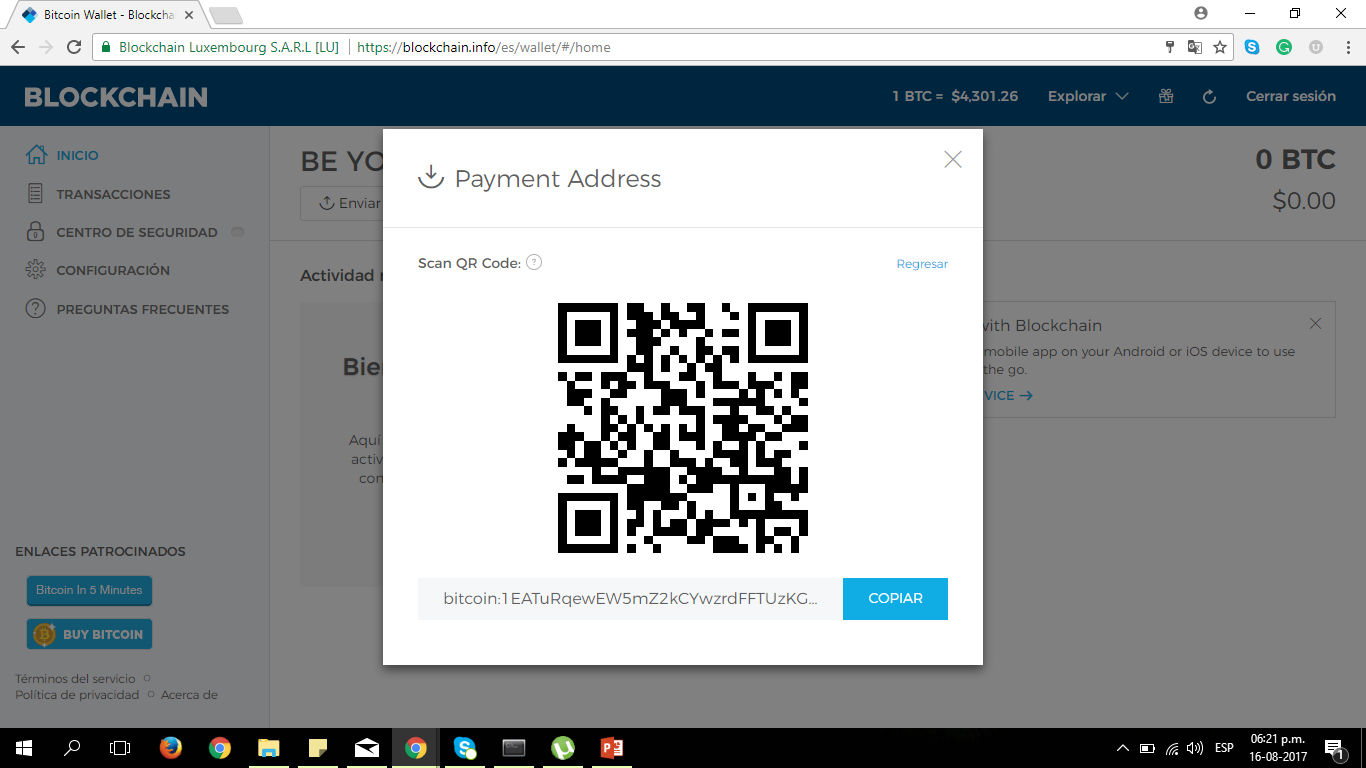 Bitcoin Wallet - Blockcha
Blockchain Luxembourg S.A.R.L [LU]
https://blockchain.info/es/wallet/#/home
BLOCKCHAIN
1 BTC = $4,301.26
Explorar
Cerrar sesión
INICIO
TRANSACCIONES
CENTRO DE SEGURIDAD
CONFIGURACIÓN
PREGUNTAS FRECUENTES
ENLACES PATROCINADOS
Bitcoin In 5 Minutes
BUY BITCOIN
Términos del servicio
Política de privacidad
Acerca de
BE YO
0 BTC
Enviar
$0.00
Actividad
Bie
Aquí
activ
con
Payment Address
Scan QR Code: ?
Regresar
bitcoin:1EATuRqewEW5mZ2kCYwzrdFFTUzKG...
COPIAR
with Blockchain
mobile app on your Android or iOS device to use
the go.
VICE →
ESP
06:21 p.m.
16-08-2017
1